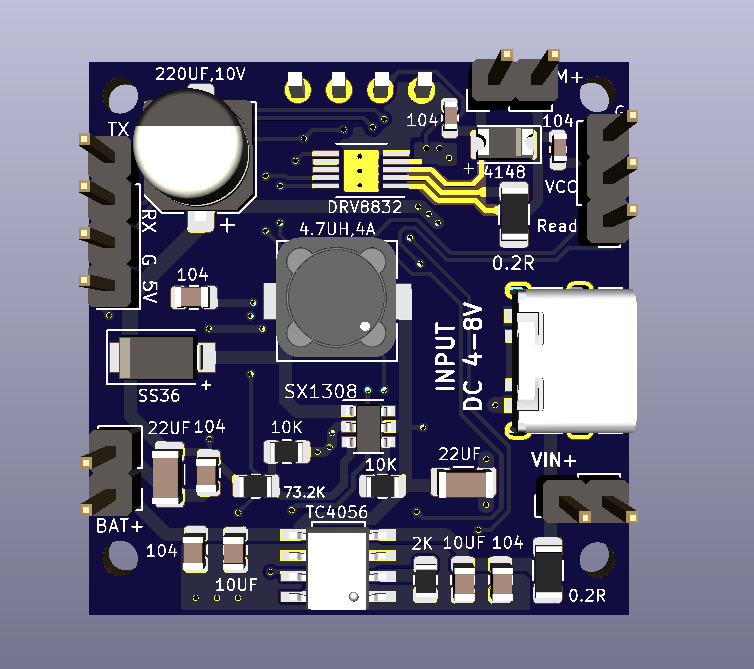 220UF,10V
M+
TX
104
104
G
+
4148
VCC
DRV8832
RX
+
4.7UH,4A
Read
G
0.2R
5V
104
INPUT
DC 4-8V
SS36
+
SX1308
22UF
104
10K
22UF
10K
VIN+
73.2K
BAT+
TC4056
104
2K
10UF
104
10UF
0.2R